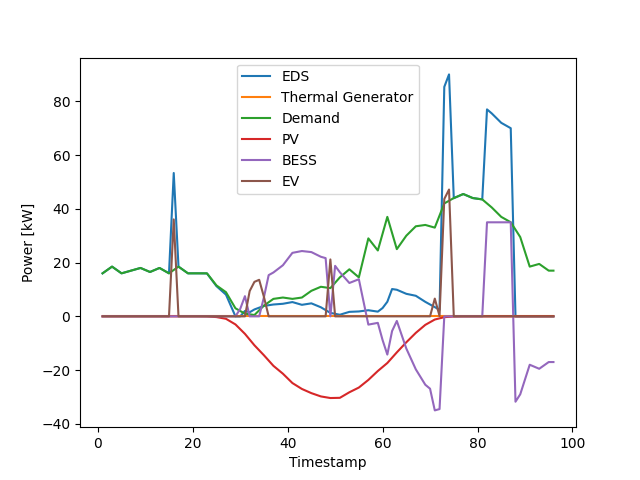 EDS
Thermal Generator
Demand
PV
BESS
EV
Power [kW]
80
60
40
20
0
−20
−40
0 20 40 60 80 100
Timestamp